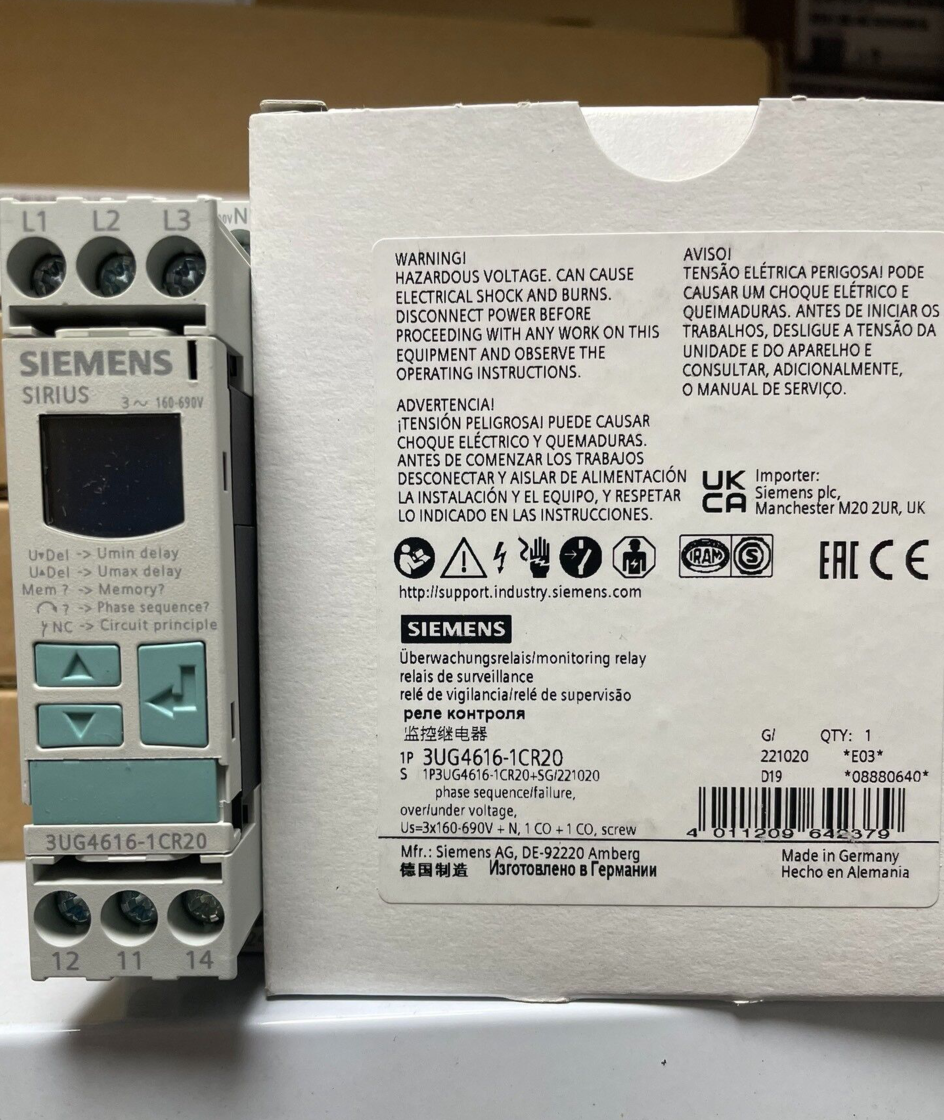 L1 L2 L3
N
SIEMENS
SIRIUS
3 ~ 160-690V
U▾Del -> Umin delay
U▴Del -> Umax delay
Mem ? -> Memory?
? -> Phase sequence?
NC -> Circuit principle
3UG4616-1CR20
12 11 14
WARNING!
HAZARDOUS VOLTAGE. CAN CAUSE
ELECTRICAL SHOCK AND BURNS.
DISCONNECT POWER BEFORE
PROCEEDING WITH ANY WORK ON THIS
EQUIPMENT AND OBSERVE THE
OPERATING INSTRUCTIONS.
AVISO!
TENSÃO ELÉTRICA PERIGOSA! PODE
CAUSAR UM CHOQUE ELÉTRICO E
QUEIMADURAS. ANTES DE INICIAR OS
TRABALHOS, DESLIGUE A TENSÃO DA
UNIDADE E DO APARELHO E
CONSULTAR, ADICIONALMENTE,
O MANUAL DE SERVIÇO.
ADVERTENCIA!
¡TENSIÓN PELIGROSA! PUEDE CAUSAR
CHOQUE ELÉCTRICO Y QUEMADURAS.
ANTES DE COMENZAR LOS TRABAJOS
DESCONECTAR Y AISLAR DE ALIMENTACIÓN
LA INSTALACIÓN Y EL EQUIPO, Y RESPETAR
LO INDICADO EN LAS INSTRUCCIONES.
UK
CA
Importer:
Siemens plc,
Manchester M20 2UR, UK
IRAM S
EAC CE
http://support.industry.siemens.com
SIEMENS
Überwachungsrelais/monitoring relay
relais de surveillance
relé de vigilancia/relé de supervisão
реле контроля
监控继电器
1P 3UG4616-1CR20
S 1P3UG4616-1CR20+SG/221020
phase sequence/failure,
over/under voltage,
Us=3x160-690V + N, 1 CO + 1 CO, screw
G/ QTY: 1
221020 *E03*
D19 *08880640*
4 011209 642379
Mfr.: Siemens AG, DE-92220 Amberg
德国制造 Изготовлено в Германии
Made in Germany
Hecho en Alemania